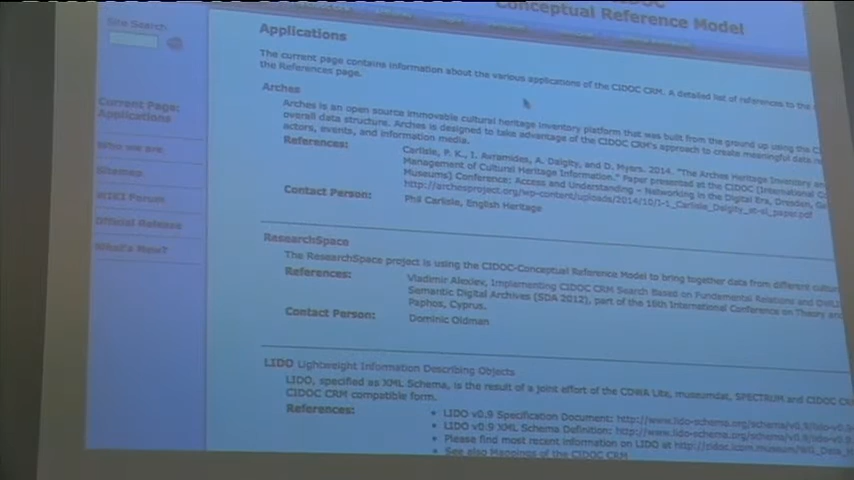 CIDOC
Conceptual Reference Model
Site Search
Current Page:
Applications
Who we are
Sitemap
WIKI Forum
Official Release
What's New?
Applications
The current page contains information about the various applications of the CIDOC CRM. A detailed list of references to the
the References page.
Arches
Arches is an open source immovable cultural heritage inventory platform that was built from the ground up using the C
overall data structure. Arches is designed to take advantage of the CIDOC CRM's approach to create meaningful data
actors, events, and information media.
References:
Carlisle, P. K., I. Avramides, A. Dalgity, and D. Myers. 2014. "The Arches Heritage Inventory
Management of Cultural Heritage Information." Paper presented at the CIDOC [International
Museums] Conference: Access and Understanding – Networking in the Digital Era, Dresden,
http://archesproject.org/wp-content/uploads/2014/10/I-1_Carlisle_Dalgity_et-al_paper.pdf
Contact Person:
Phil Carlisle, English Heritage
ResearchSpace
The ResearchSpace project is using the CIDOC-Conceptual Reference Model to bring together data from different
References:
Vladimir Alexiev, Implementing CIDOC CRM Search Based on Fundamental Relations and
Semantic Digital Archives (SDA 2012), part of the 16th International Conference on Theory
Paphos, Cyprus.
Contact Person:
Dominic Oldman
LIDO Lightweight Information Describing Objects
LIDO, specified as XML Schema, is the result of a joint effort of the CDWA Lite, museumdat, SPECTRUM and CIDOC
CIDOC CRM compatible form.
References:
• LIDO v0.9 Specification Document: http://www.lido-schema.org/schema/v0.9/lido-v0.9
• LIDO v0.9 XML Schema Definition: http://www.lido-schema.org/schema/v0.9/lido-v0.9
• Please find most recent information on LIDO at
• See also Mappings of the CIDOC CRM